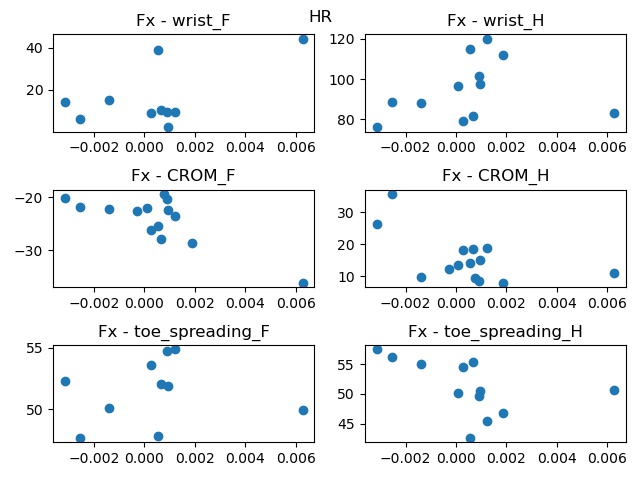 HR
Fx - wrist_F
Fx - wrist_H
40
20
−0.002 0.000 0.002 0.004 0.006
120
100
80
−0.002 0.000 0.002 0.004 0.006
Fx - CROM_F
Fx - CROM_H
−20
−30
−0.002 0.000 0.002 0.004 0.006
30
20
10
−0.002 0.000 0.002 0.004 0.006
Fx - toe_spreading_F
Fx - toe_spreading_H
55
50
−0.002 0.000 0.002 0.004 0.006
55
50
45
−0.002 0.000 0.002 0.004 0.006